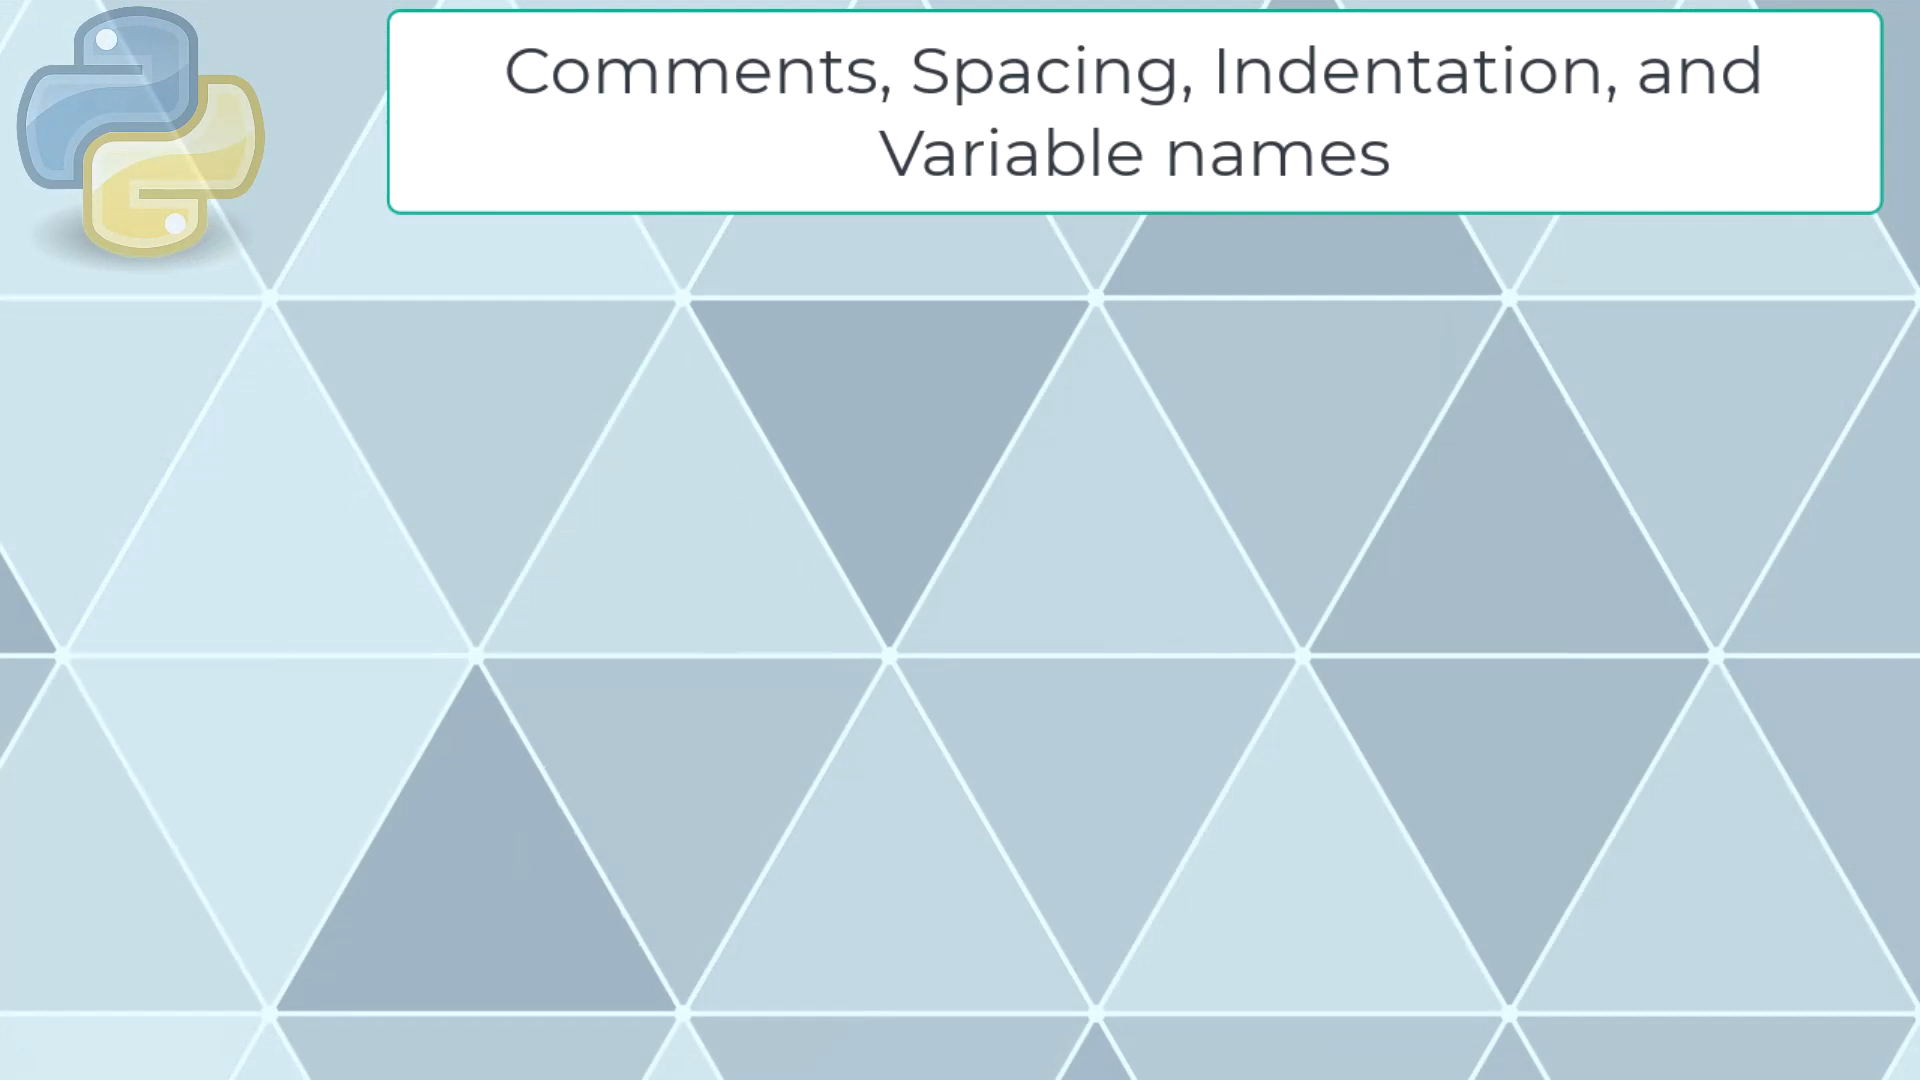 Comments, Spacing, Indentation, and
Variable names